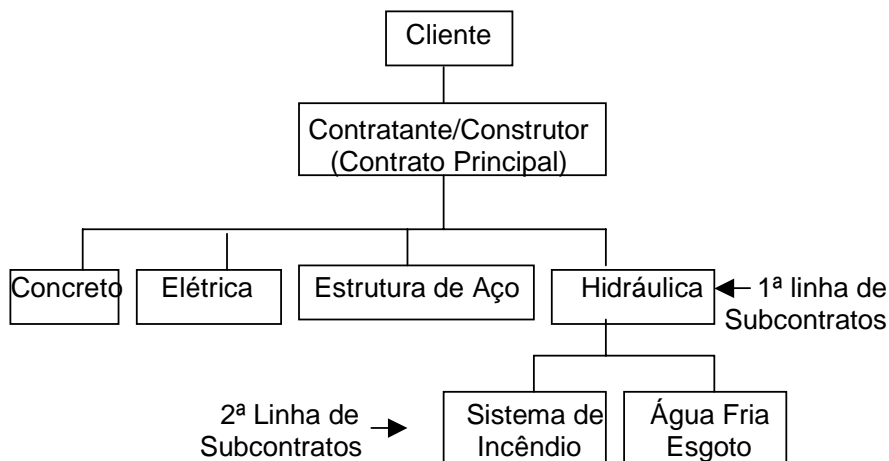 Cliente
Contratante/Construtor
(Contrato Principal)
Concreto
Elétrica
Estrutura de Aço
Hidráulica
1ª linha de
Subcontratos
2ª Linha de
Subcontratos
Sistema de
Incêndio
Água Fria
Esgoto